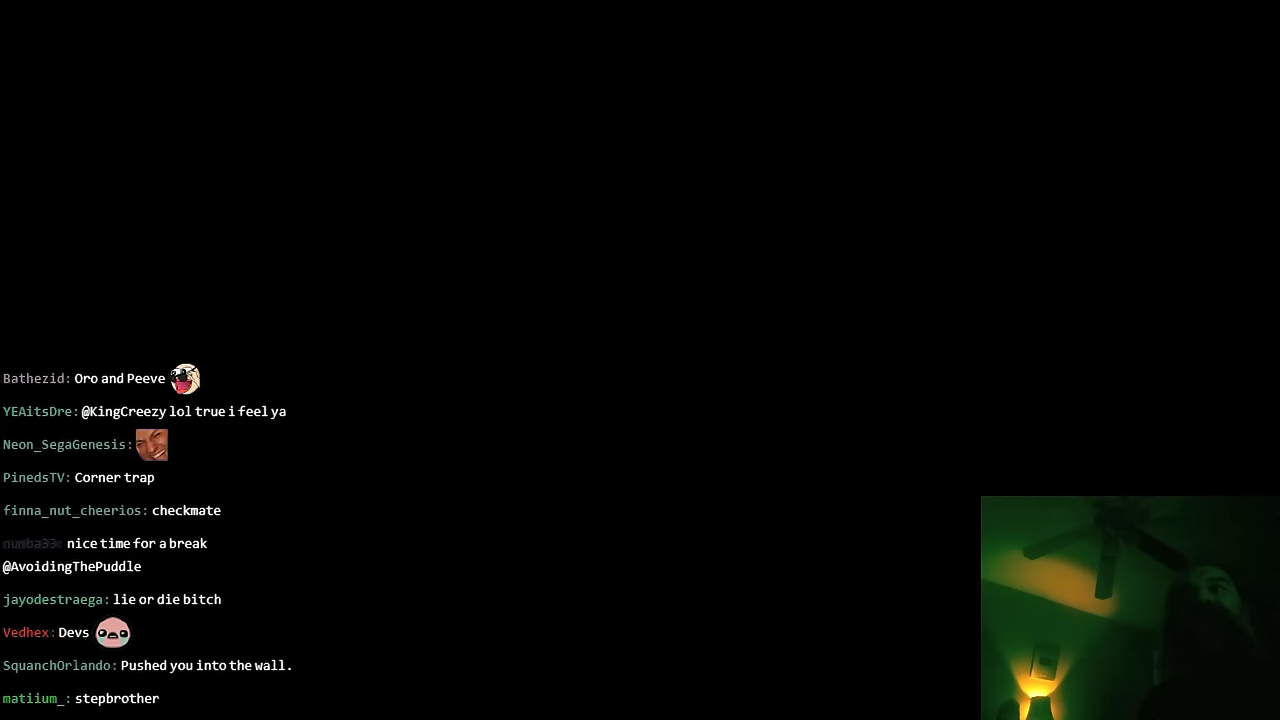 Bathezid: Oro and Peeve
YEAitsDre: @KingCreezy lol true i feel ya
Neon_SegaGenesis:
PinedsTV: Corner trap
finna_nut_cheerios: checkmate
numba33: nice time for a break
@AvoidingThePuddle
jayodestraega: lie or die bitch
Vedhex: Devs
SquanchOrlando: Pushed you into the wall.
matiium_: stepbrother